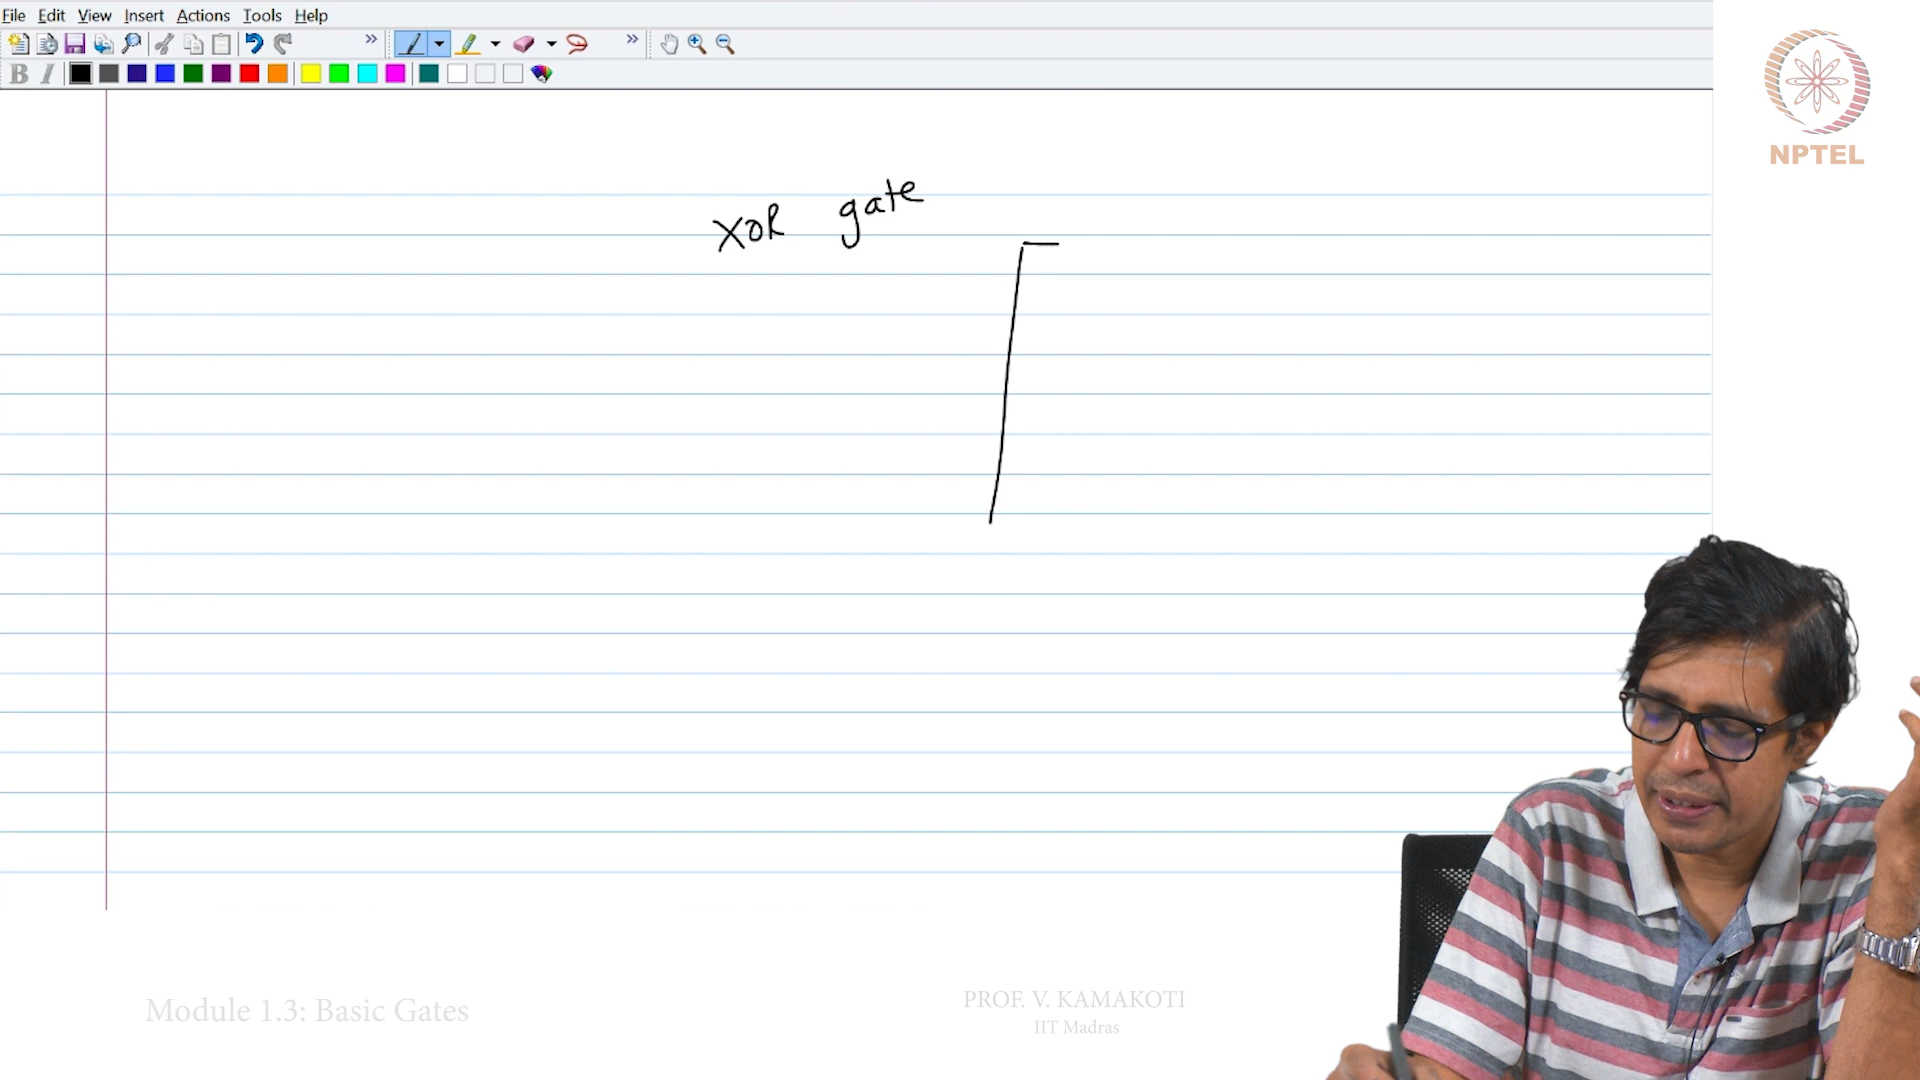 File Edit View Insert Actions Tools Help
B I
NPTEL
XOR gate
Module 1.3: Basic Gates
PROF. V. KAMAKOTI
IIT Madras